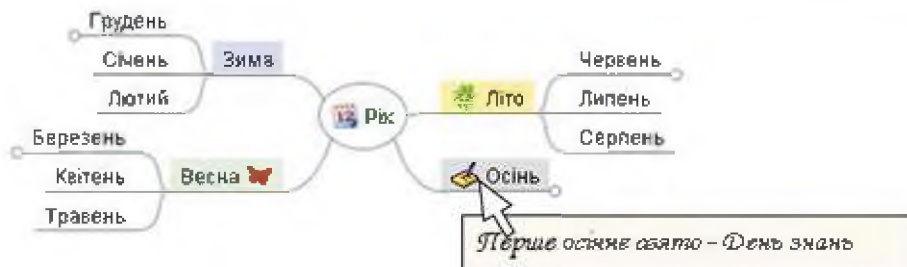 Грудень
Січень
Лютий
Зима
Березень
Квітень
Травень
Весна
12
Рік
Літо
Червень
Липень
Серпень
Осінь
Перше осіннє свято – День знань